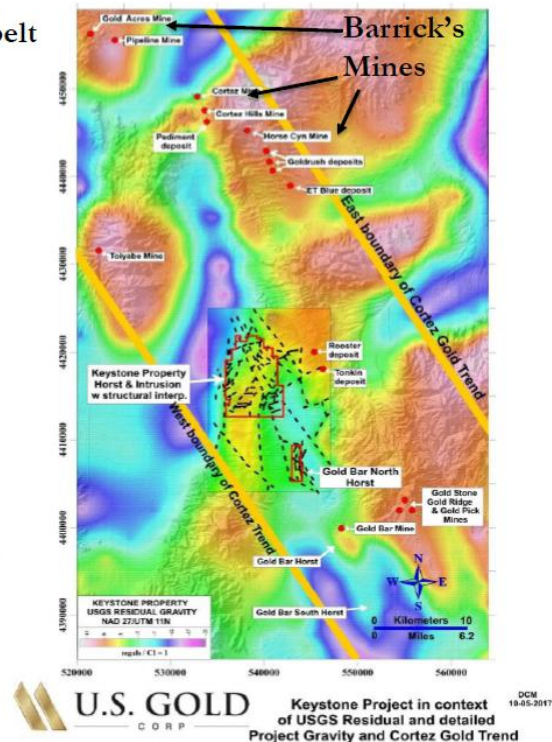 belt
Barrick's
Mines
Gold Acres Mine
Pipeline Mine
Cortez
Cortez Hills Mine
Pediment
deposit
Horse Cyn Mine
Goldrush deposits
ET Blue deposit
East boundary of Cortez Gold Trend
Toiyabe Mine
Rooster
deposit
Tonkin
deposit
Keystone Property
Horst & Intrusion
w structural interp.
West boundary of Cortez Trend
Gold Bar North
Horst
Gold Stone
Gold Ridge
& Gold Pick
Mines
Gold Bar Mine
Gold Bar Horst
Gold Bar South Horst
N
W E
S
0 Kilometers 10
0 Miles 6.2
KEYSTONE PROPERTY
USGS RESIDUAL GRAVITY
NAD 27/UTM 11N
mgals / CI = 1
4450000
4440000
4430000
4420000
4410000
4400000
4390000
520000 530000 540000 550000 560000
U.S. GOLD
CORP
Keystone Project in context
of USGS Residual and detailed
Project Gravity and Cortez Gold Trend
DCM
10-05-2017